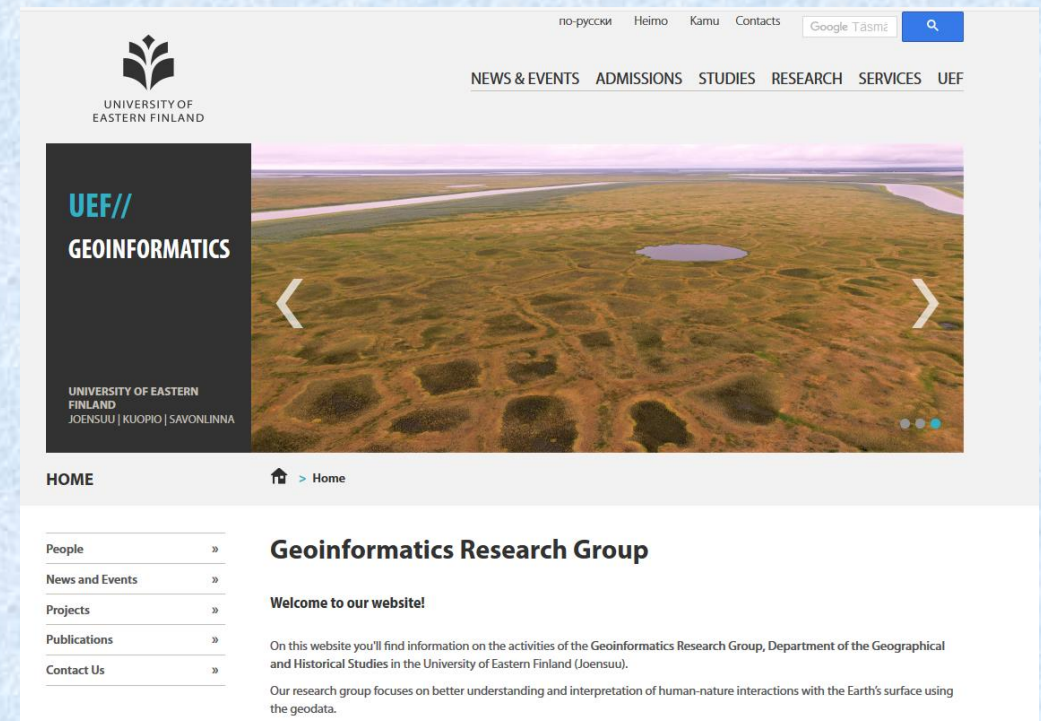 по-русски Heimo Kamu Contacts Google Täsmä
UNIVERSITY OF
EASTERN FINLAND
NEWS & EVENTS ADMISSIONS STUDIES RESEARCH SERVICES UEF
UEF//
GEOINFORMATICS
UNIVERSITY OF EASTERN
FINLAND
JOENSUU | KUOPIO | SAVONLINNA
HOME
> Home
People »
News and Events »
Projects »
Publications »
Contact Us »
Geoinformatics Research Group
Welcome to our website!
On this website you'll find information on the activities of the Geoinformatics Research Group, Department of the Geographical
and Historical Studies in the University of Eastern Finland (Joensuu).
Our research group focuses on better understanding and interpretation of human-nature interactions with the Earth's surface using
the geodata.